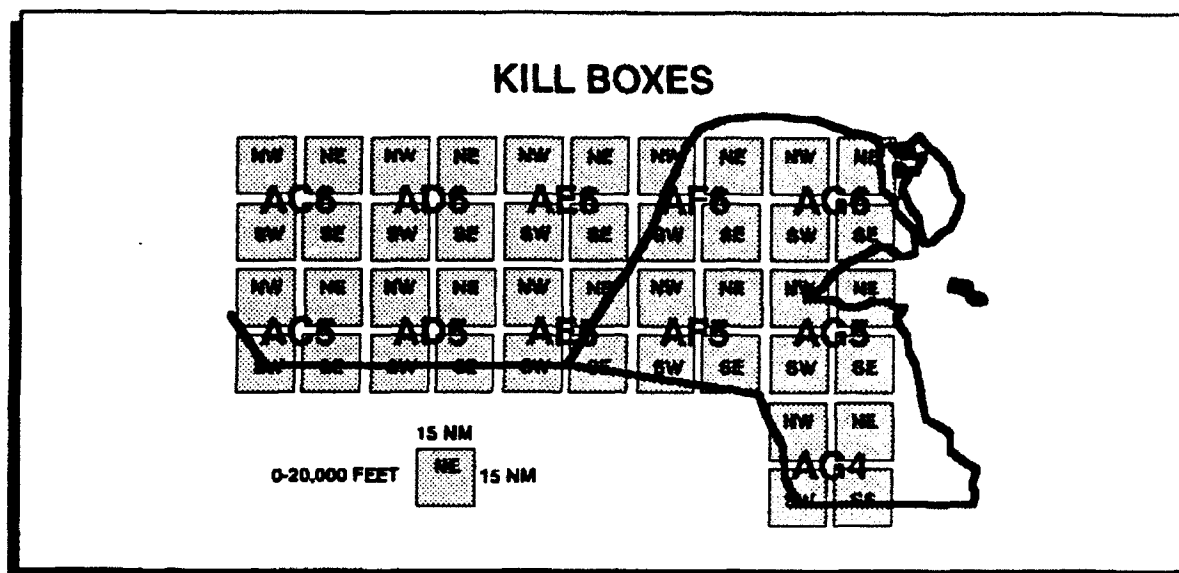 KILL BOXES
NW NE NW NE NW NE NW NE NW NE
AC6 AD6 AE6 AF6 AG6
SW SE SW SE SW SE SW SE SW SE
NW NE NW NE NW NE NW NE NW NE
AC5 AD5 AE5 AF5 AG5
SW SE SW SE SW SE SW SE SW SE
NW NE
AG4
SW SE
15 NM
0-20,000 FEET NE 15 NM